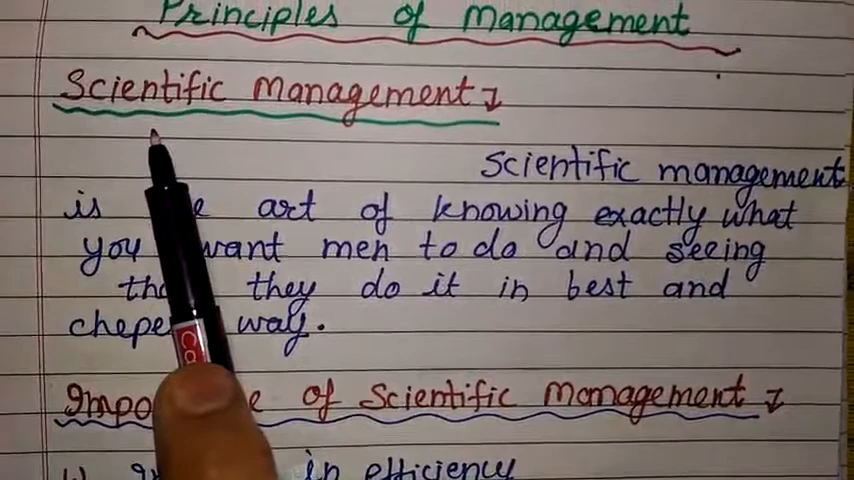 Principles of Management
Scientific Management
Scientific management
is art of knowing exactly what
you want men to do and seeing
they do it in best and
way.
of Scientific Momagement
in efficiency